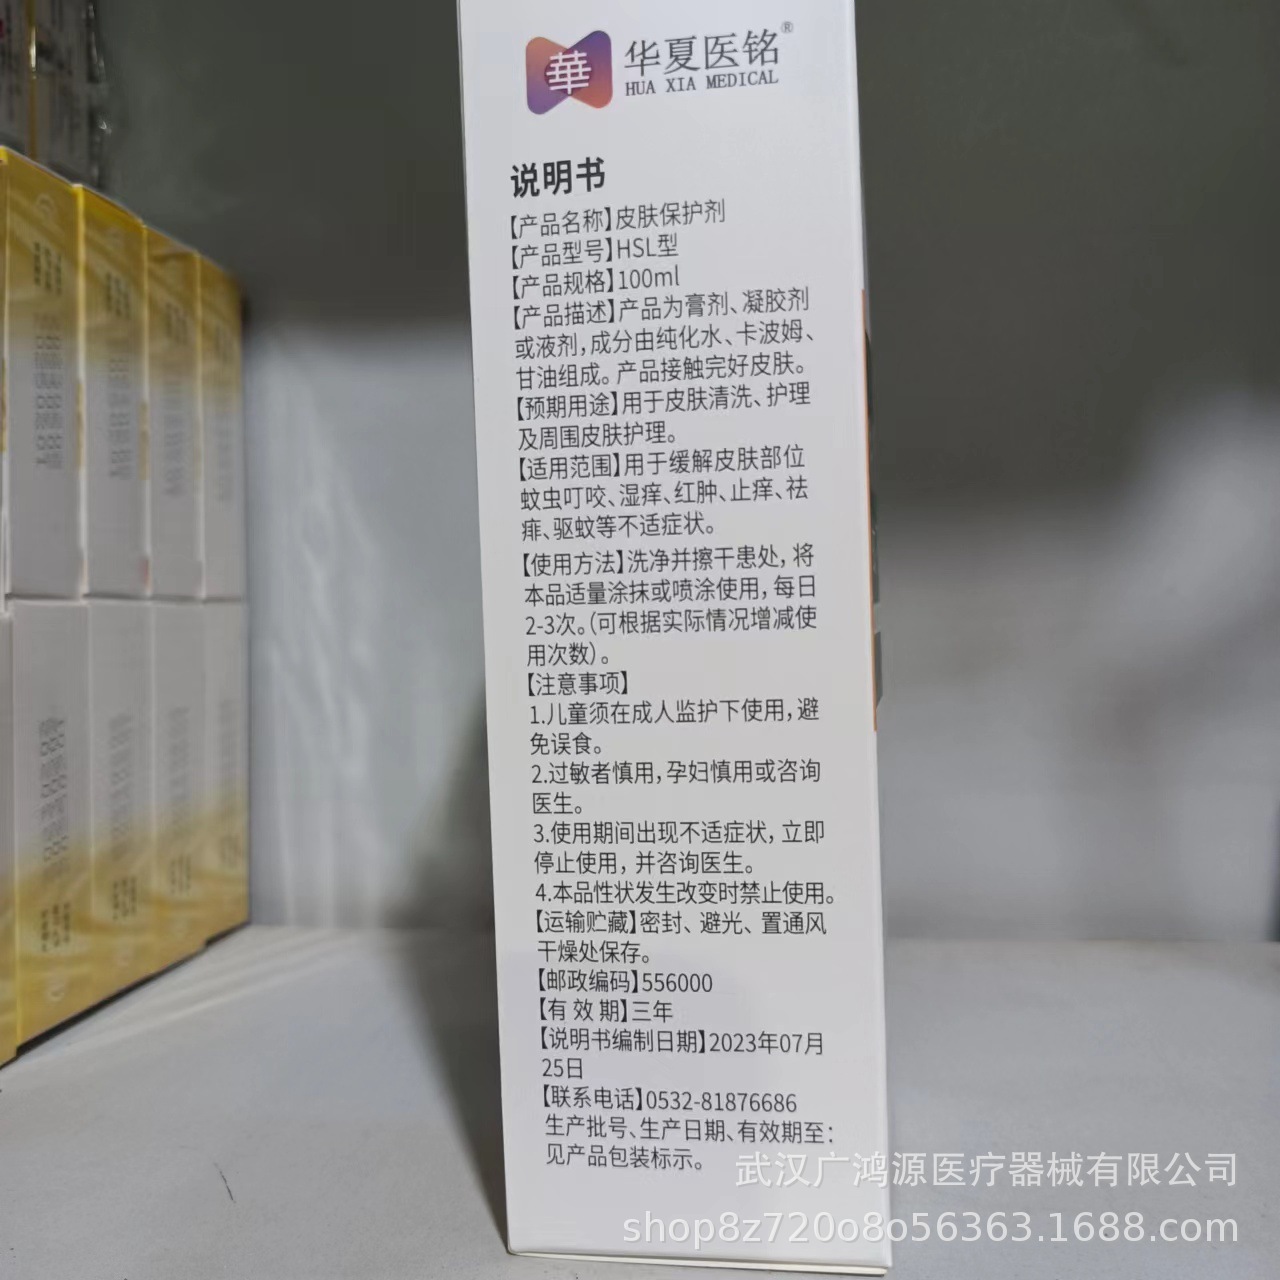 華
华夏医铭®
HUA XIA MEDICAL
说明书
【产品名称】皮肤保护剂
【产品型号】HSL型
【产品规格】100ml
【产品描述】产品为膏剂、凝胶剂
或液剂,成分由纯化水、卡波姆、
甘油组成。产品接触完好皮肤。
【预期用途】用于皮肤清洗、护理
及周围皮肤护理。
【适用范围】用于缓解皮肤部位
蚊虫叮咬、湿痒、红肿、止痒、祛
痱、驱蚊等不适症状。
【使用方法】洗净并擦干患处,将
本品适量涂抹或喷涂使用,每日
2-3次。(可根据实际情况增减使
用次数)。
【注意事项】
1.儿童须在成人监护下使用,避
免误食。
2.过敏者慎用,孕妇慎用或咨询
医生。
3.使用期间出现不适症状,立即
停止使用,并咨询医生。
4.本品性状发生改变时禁止使用。
【运输贮藏】密封、避光、置通风
干燥处保存。
【邮政编码】556000
【有 效 期】三年
【说明书编制日期】2023年07月
25日
【联系电话】0532-81876686
生产批号、生产日期、有效期至:
见产品包装标示。
武汉广鸿源医疗器械有限公司
shop8z720o8o56363.1688.com